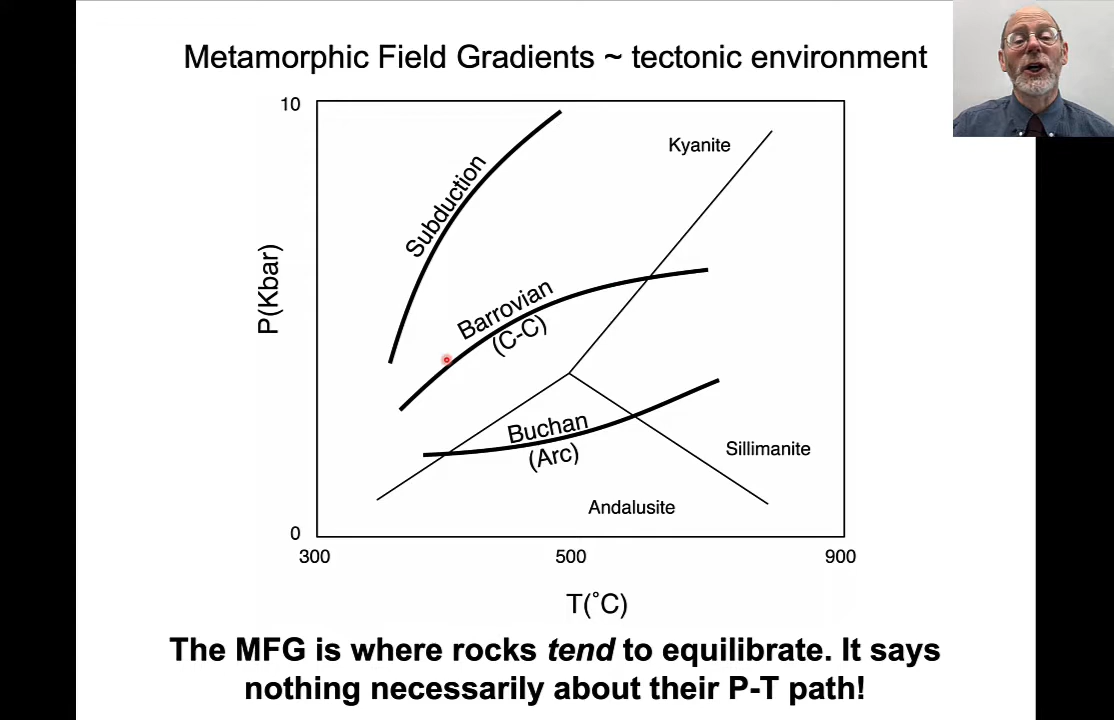 Metamorphic Field Gradients ~ tectonic environment
10
Kyanite
Subduction
P(Kbar)
Barrovian
(C-C)
Buchan
(Arc)
Sillimanite
Andalusite
0
300
500
900
T(˚C)
The MFG is where rocks tend to equilibrate. It says
nothing necessarily about their P-T path!